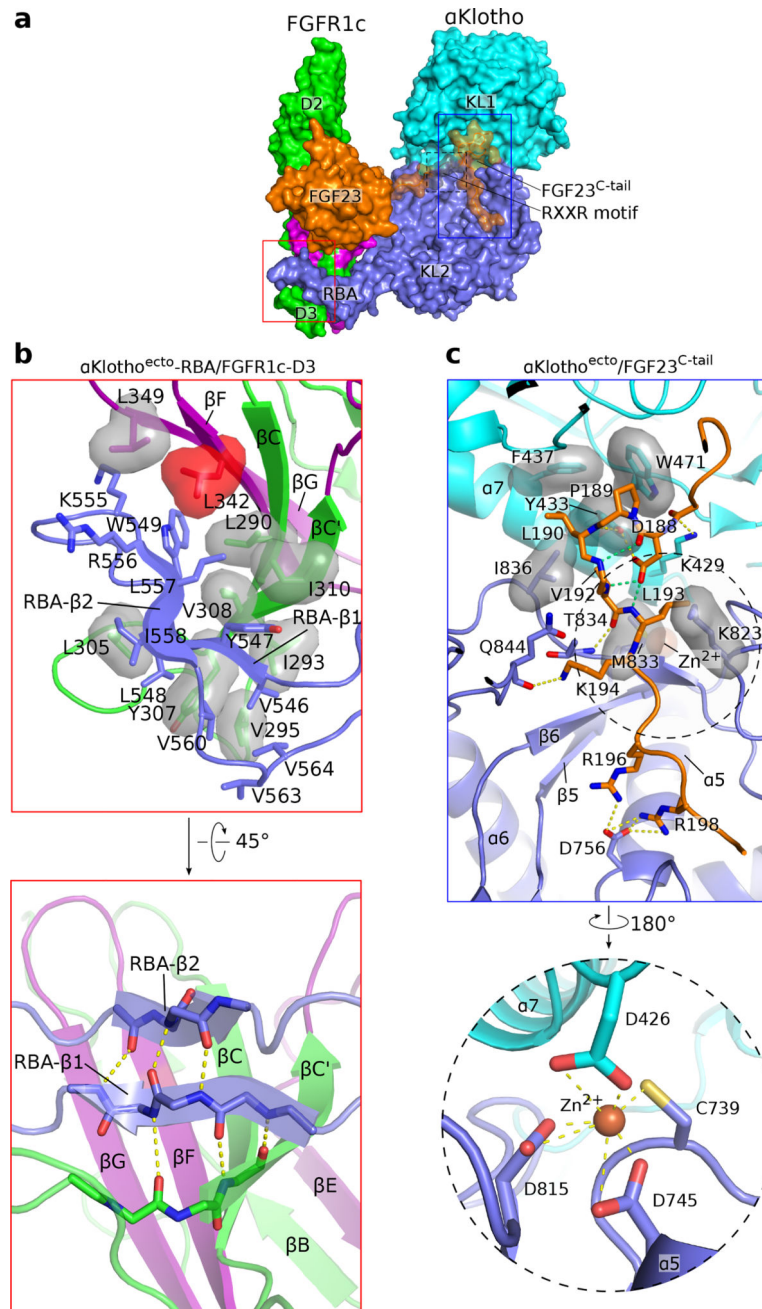 a
FGFR1c
αKlotho
D2
KL1
FGF23
FGF23C-tail
RXXR motif
KL2
RBA
D3
b
αKlothoecto-RBA/FGFR1c-D3
L349
βF
βC
K555
L342
βG
W549
L290
βC'
R556
L557
I310
RBA-β2
V308
RBA-β1
L305
I558
Y547
I293
L548
V546
Y307
V295
V560
V564
V563
45°
RBA-β2
βC
βC'
RBA-β1
βG
βF
βE
βB
c
αKlothoecto/FGF23C-tail
F437
W471
α7
P189
Y433
D188
L190
K429
I836
V192
L193
T834
K823
Q844
M833
Zn2+
K194
β6
R196
β5
α5
α6
R198
D756
180°
α7
D426
Zn2+
C739
D815
D745
α5